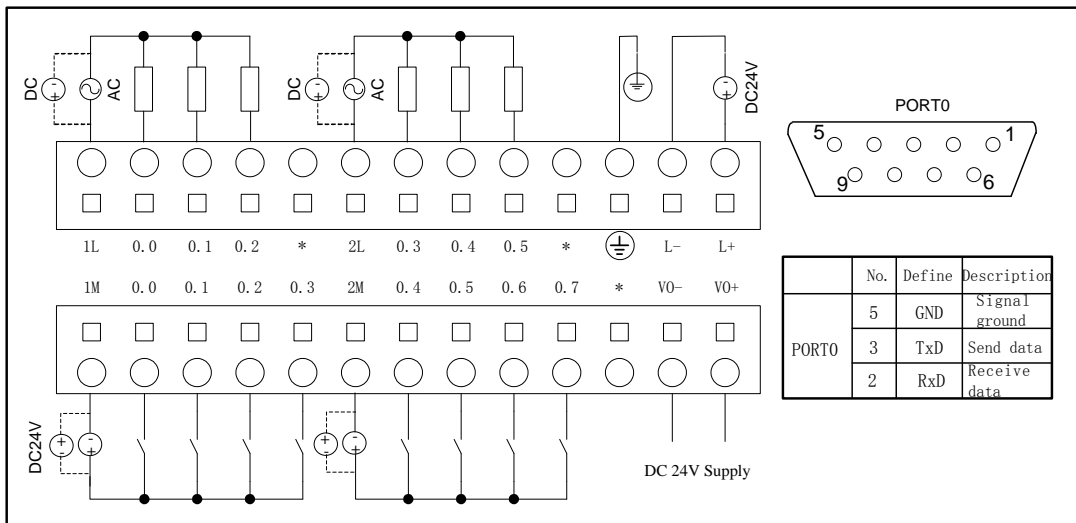 DC
AC
DC
AC
DC24V
1L 0.0 0.1 0.2 * 2L 0.3 0.4 0.5 * L- L+
1M 0.0 0.1 0.2 0.3 2M 0.4 0.5 0.6 0.7 * VO- VO+
DC24V
DC24V
DC 24V Supply
PORT0
5 1
9 6
No. Define Description
PORT0
5 GND Signal ground
3 TxD Send data
2 RxD Receive data